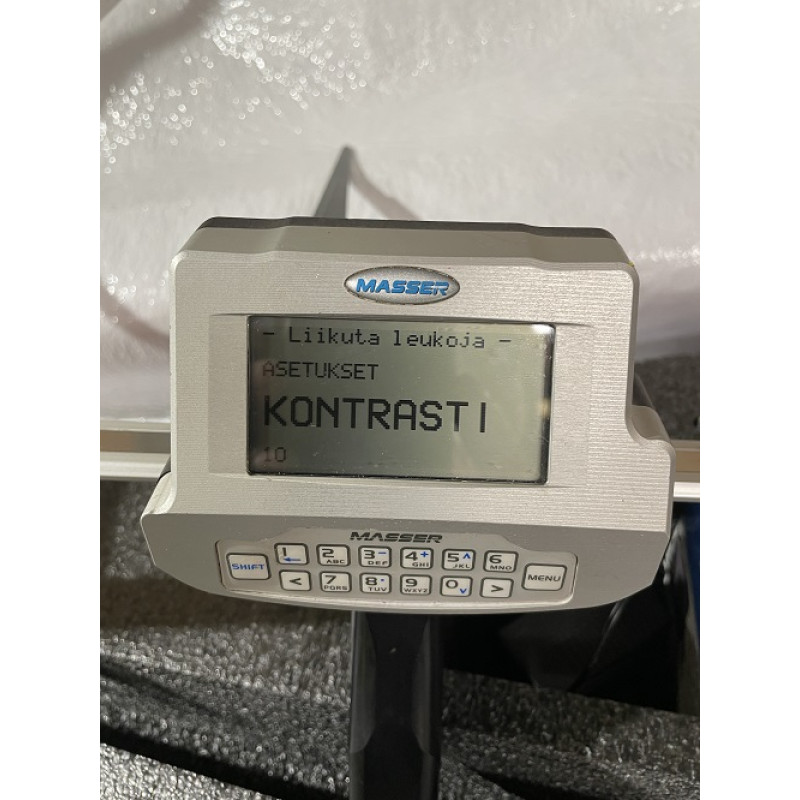 MASSER
- Liikuta leukoja -
ASETUKSET
KONTRASTI
10
MASSER
SHIFT
1 ← 2 ABC 3 - DEF 4 + GHI 5 ^ JKL 6 MNO
MENU
< 7 PQRS 8 · TUV 9 WXYZ 0 v >